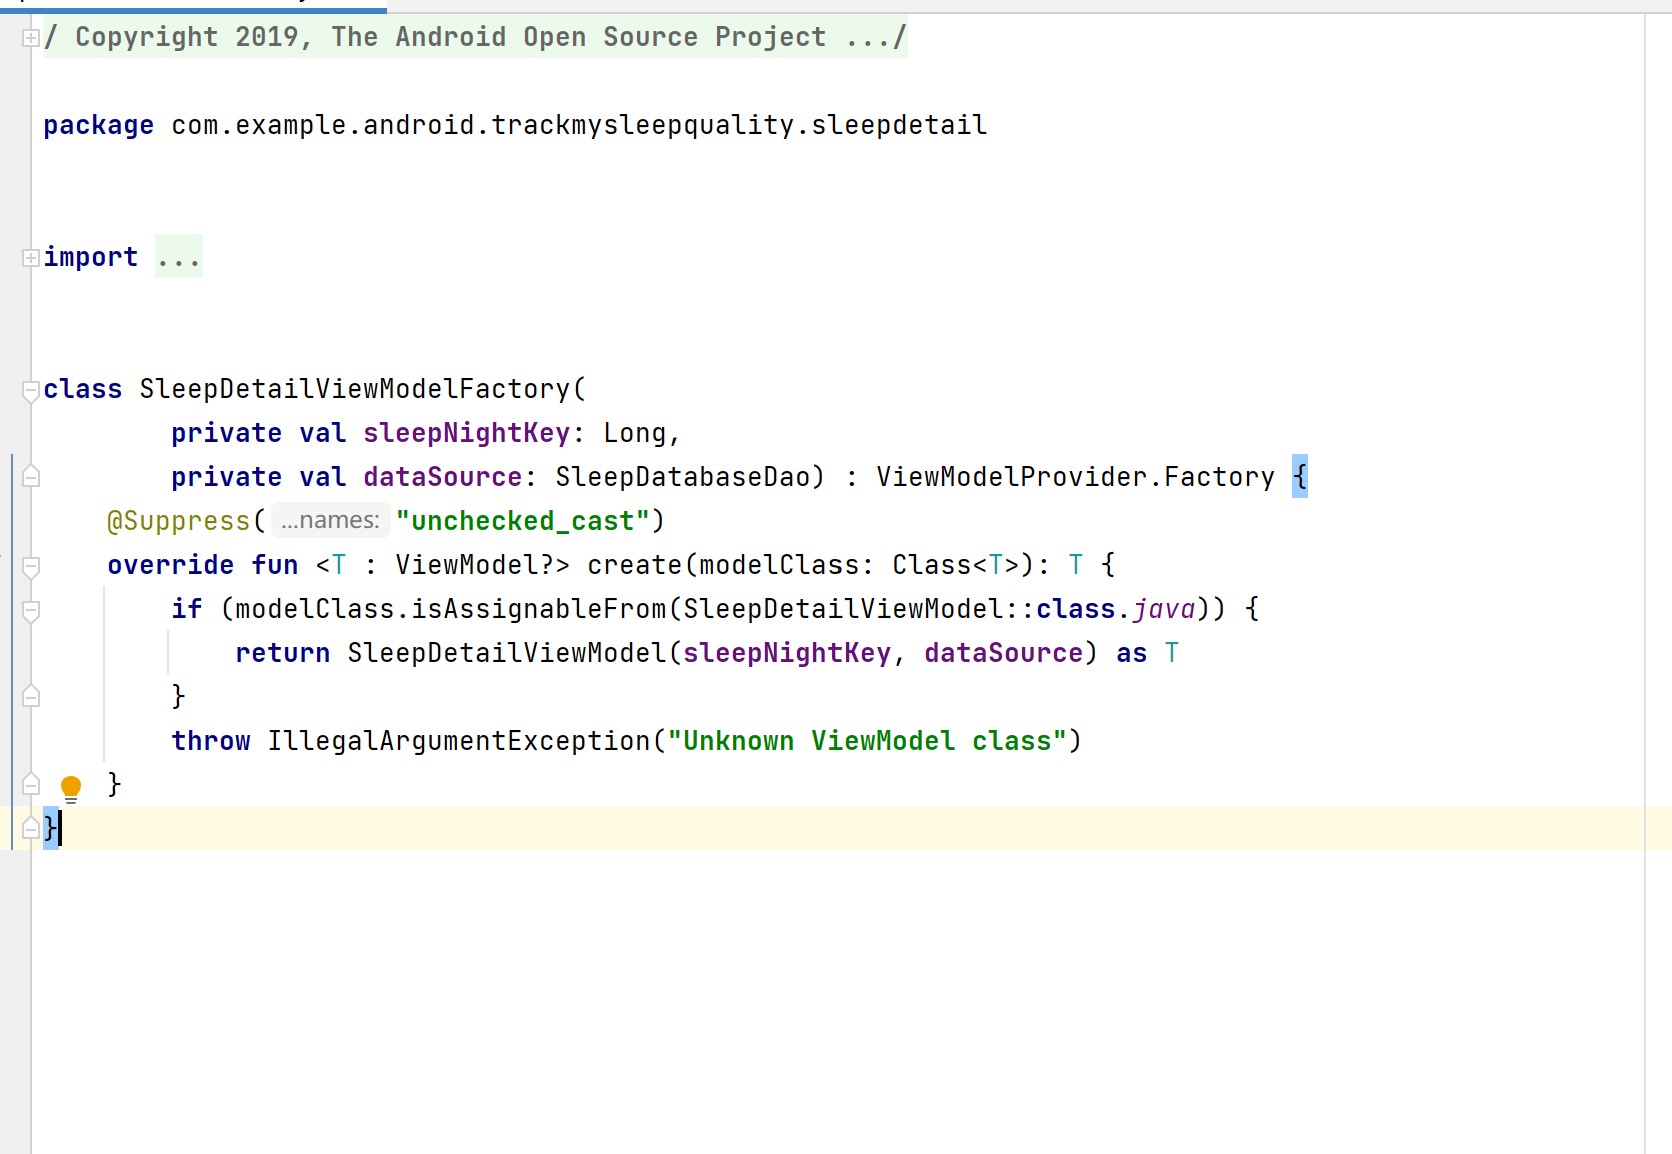 / Copyright 2019, The Android Open Source Project .../
package com.example.android.trackmysleepquality.sleepdetail
import ...
class SleepDetailViewModelFactory(
private val sleepNightKey: Long,
private val dataSource: SleepDatabaseDao) : ViewModelProvider.Factory {
@Suppress( ...names: "unchecked_cast")
override fun <T : ViewModel?> create(modelClass: Class<T>): T {
if (modelClass.isAssignableFrom(SleepDetailViewModel::class.java)) {
return SleepDetailViewModel(sleepNightKey, dataSource) as T
}
throw IllegalArgumentException("Unknown ViewModel class")
}
}